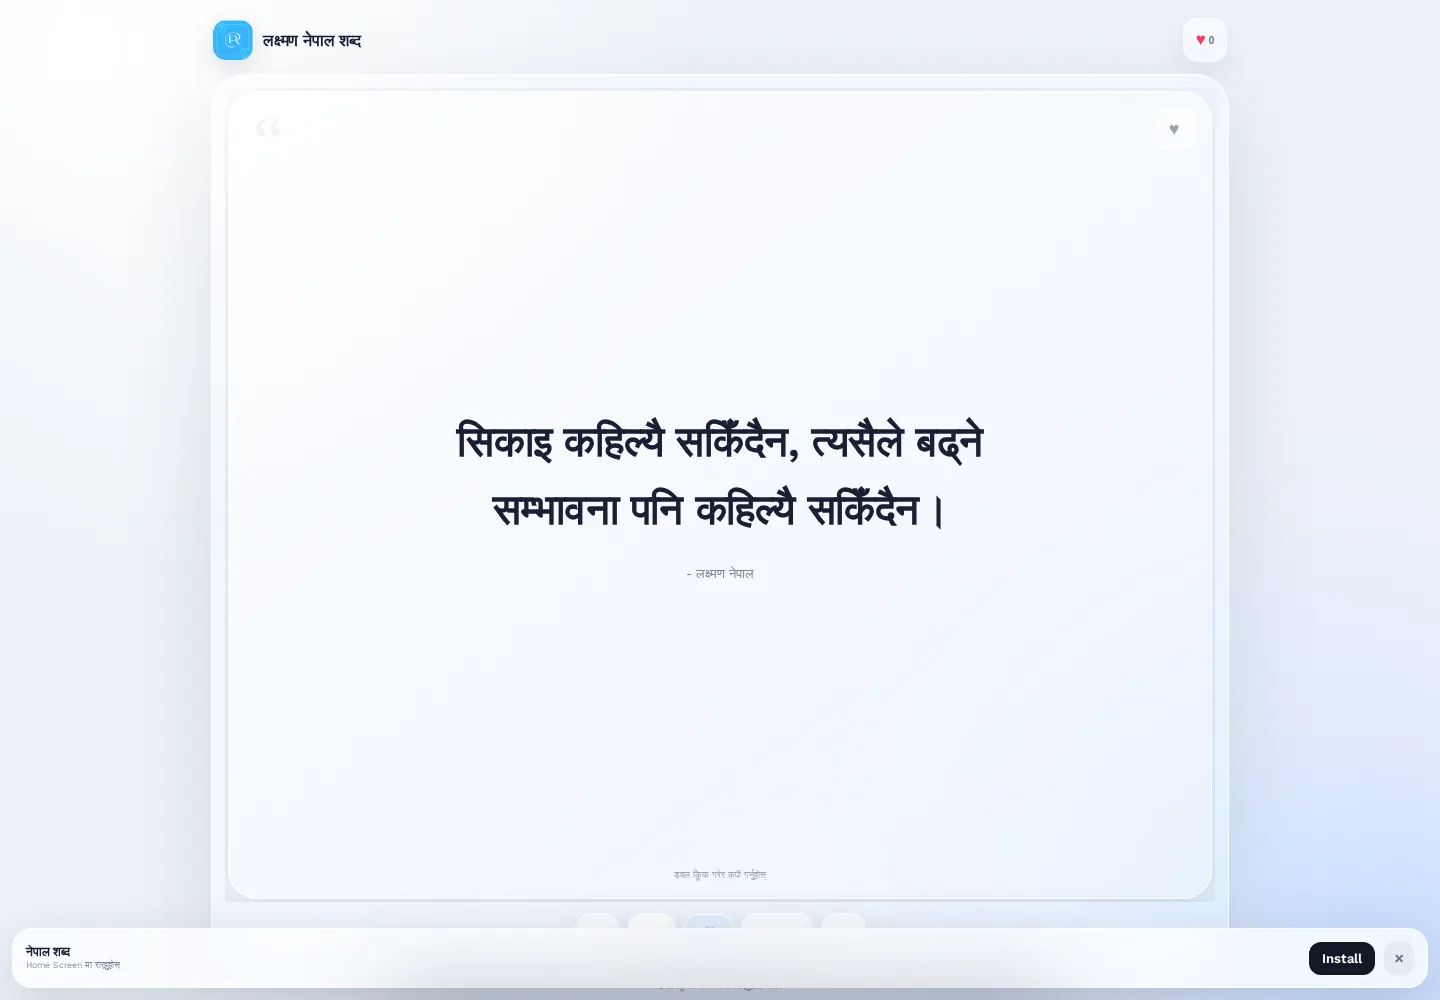 लक्ष्मण नेपाल शब्द
♥ 0
“
♥
सिकाइ कहिल्यै सकिँदैन, त्यसैले बढ्ने
सम्भावना पनि कहिल्यै सकिँदैन ।
- लक्ष्मण नेपाल
डबल क्लिक गरेर कपी गर्नुहोस्
नेपाल शब्द
Home Screen मा राख्नुहोस्
Install
×